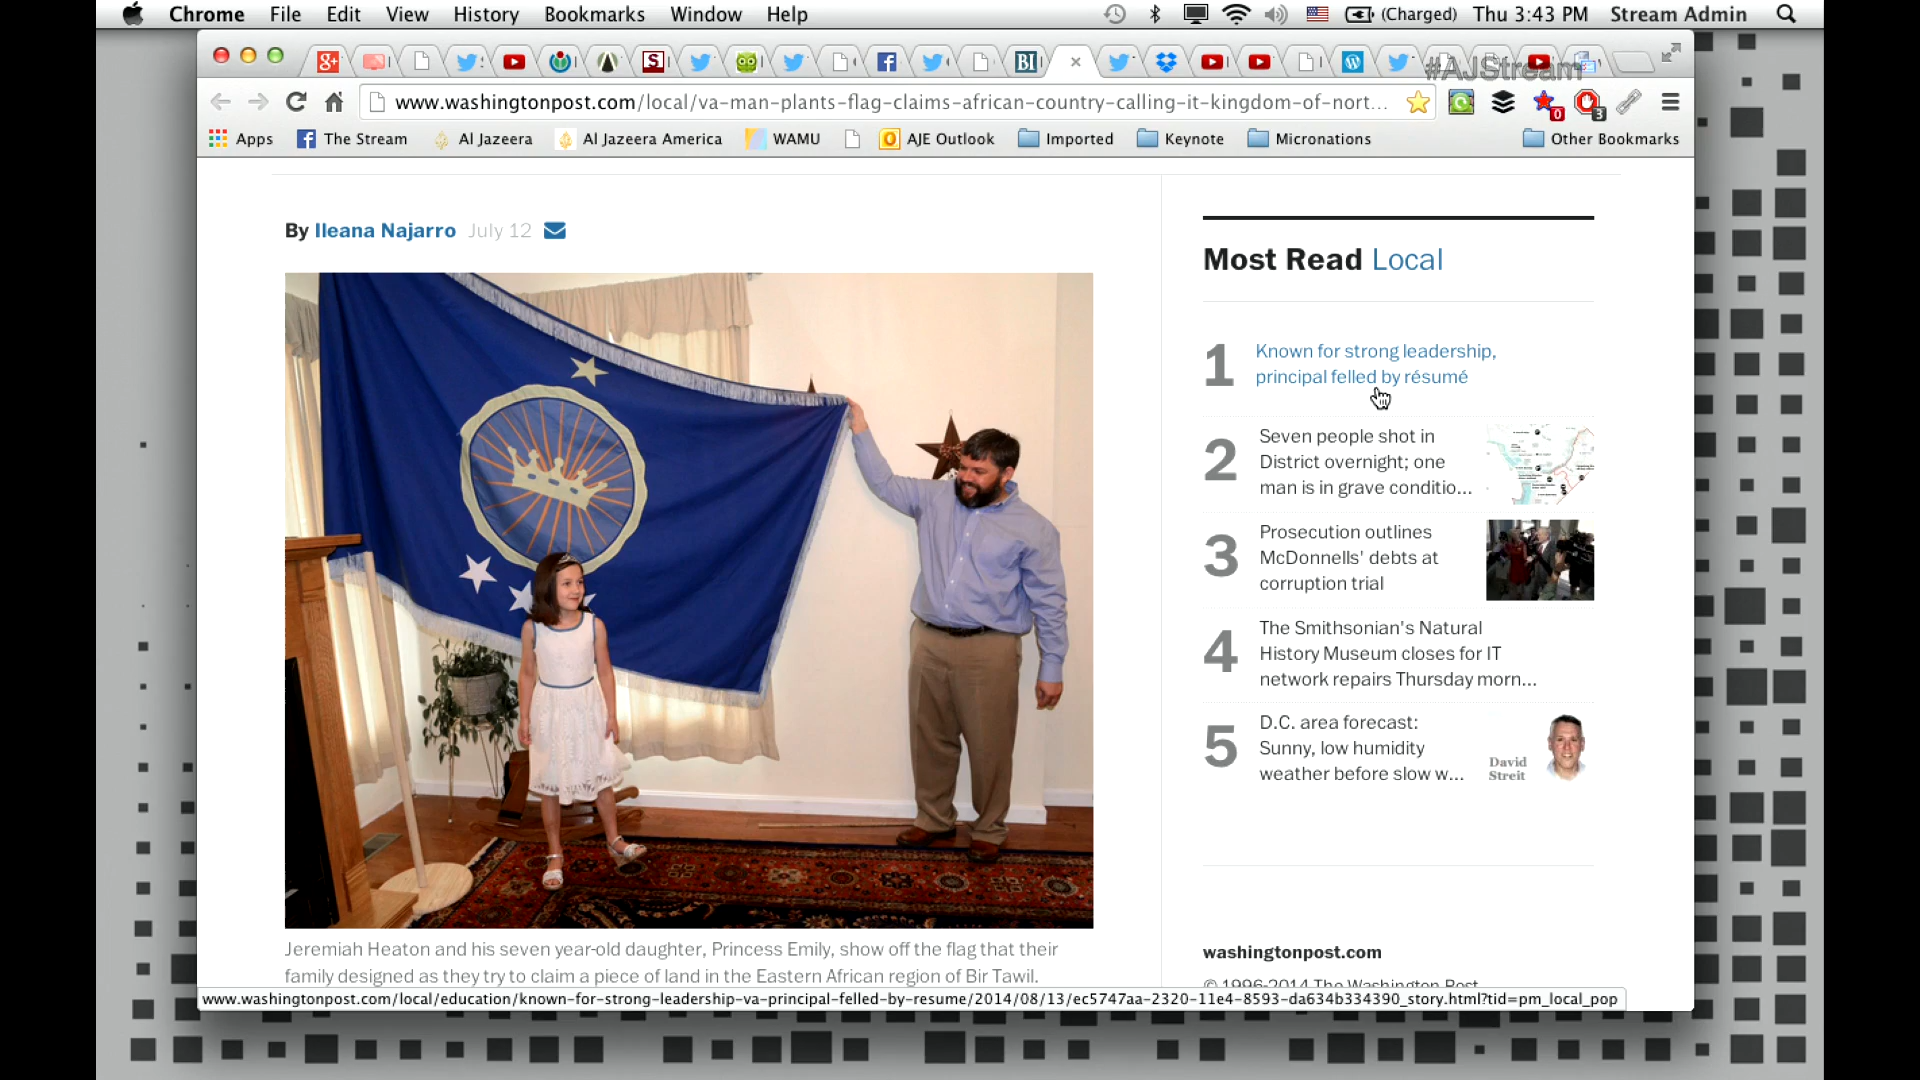 Chrome File Edit View History Bookmarks Window Help (Charged) Thu 3:43 PM Stream Admin
#AJStream
www.washingtonpost.com/local/va-man-plants-flag-claims-african-country-calling-it-kingdom-of-nort...
0
3
Apps The Stream Al Jazeera Al Jazeera America WAMU AJE Outlook Imported Keynote Micronations Other Bookmarks
By Ileana Najarro July 12
Jeremiah Heaton and his seven year-old daughter, Princess Emily, show off the flag that their
family designed as they try to claim a piece of land in the Eastern African region of Bir Tawil.
Most Read Local
1
Known for strong leadership,
principal felled by résumé
2
Seven people shot in
District overnight; one
man is in grave conditio...
3
Prosecution outlines
McDonnells' debts at
corruption trial
4
The Smithsonian's Natural
History Museum closes for IT
network repairs Thursday morn...
5
D.C. area forecast:
Sunny, low humidity
weather before slow w...
David
Streit
washingtonpost.com
© 1996-2014 The Washington Post
www.washingtonpost.com/local/education/known-for-strong-leadership-va-principal-felled-by-resume/2014/08/13/ec5747aa-2320-11e4-8593-da634b334390_story.html?tid=pm_local_pop